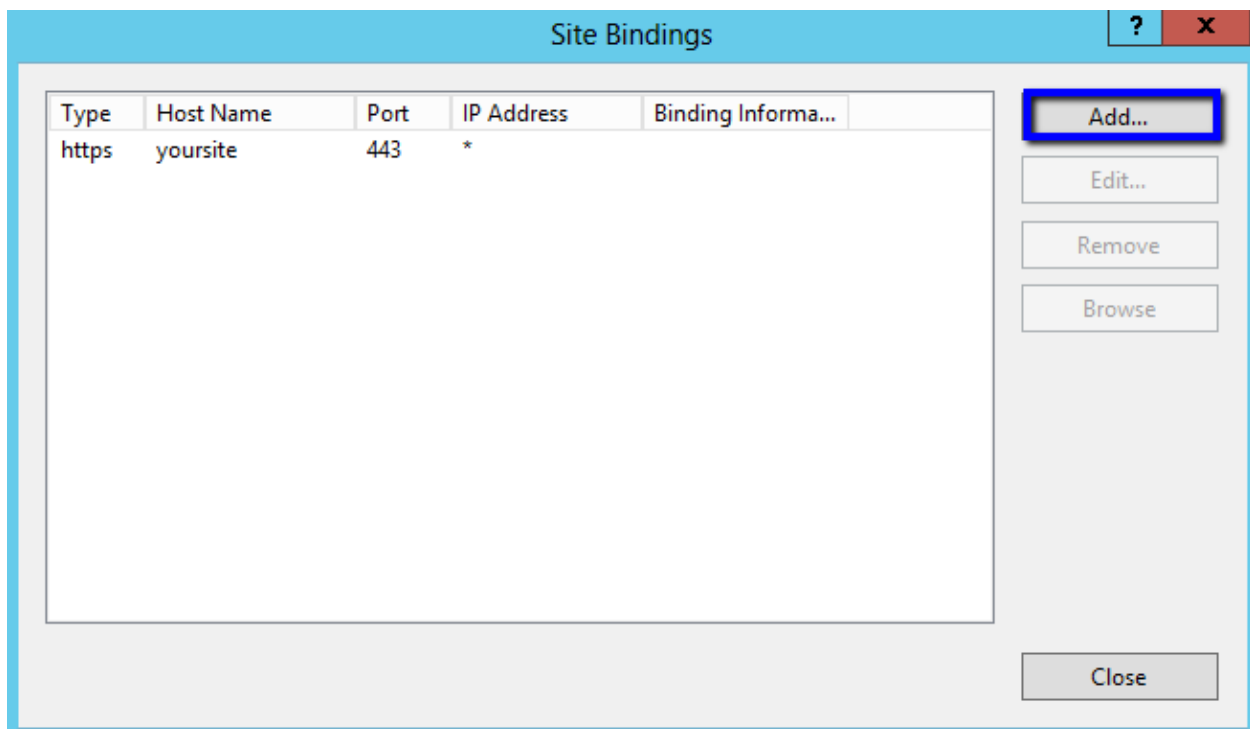 Site Bindings
? x
Type Host Name Port IP Address Binding Informa...
https yoursite 443 *
Add...
Edit...
Remove
Browse
Close